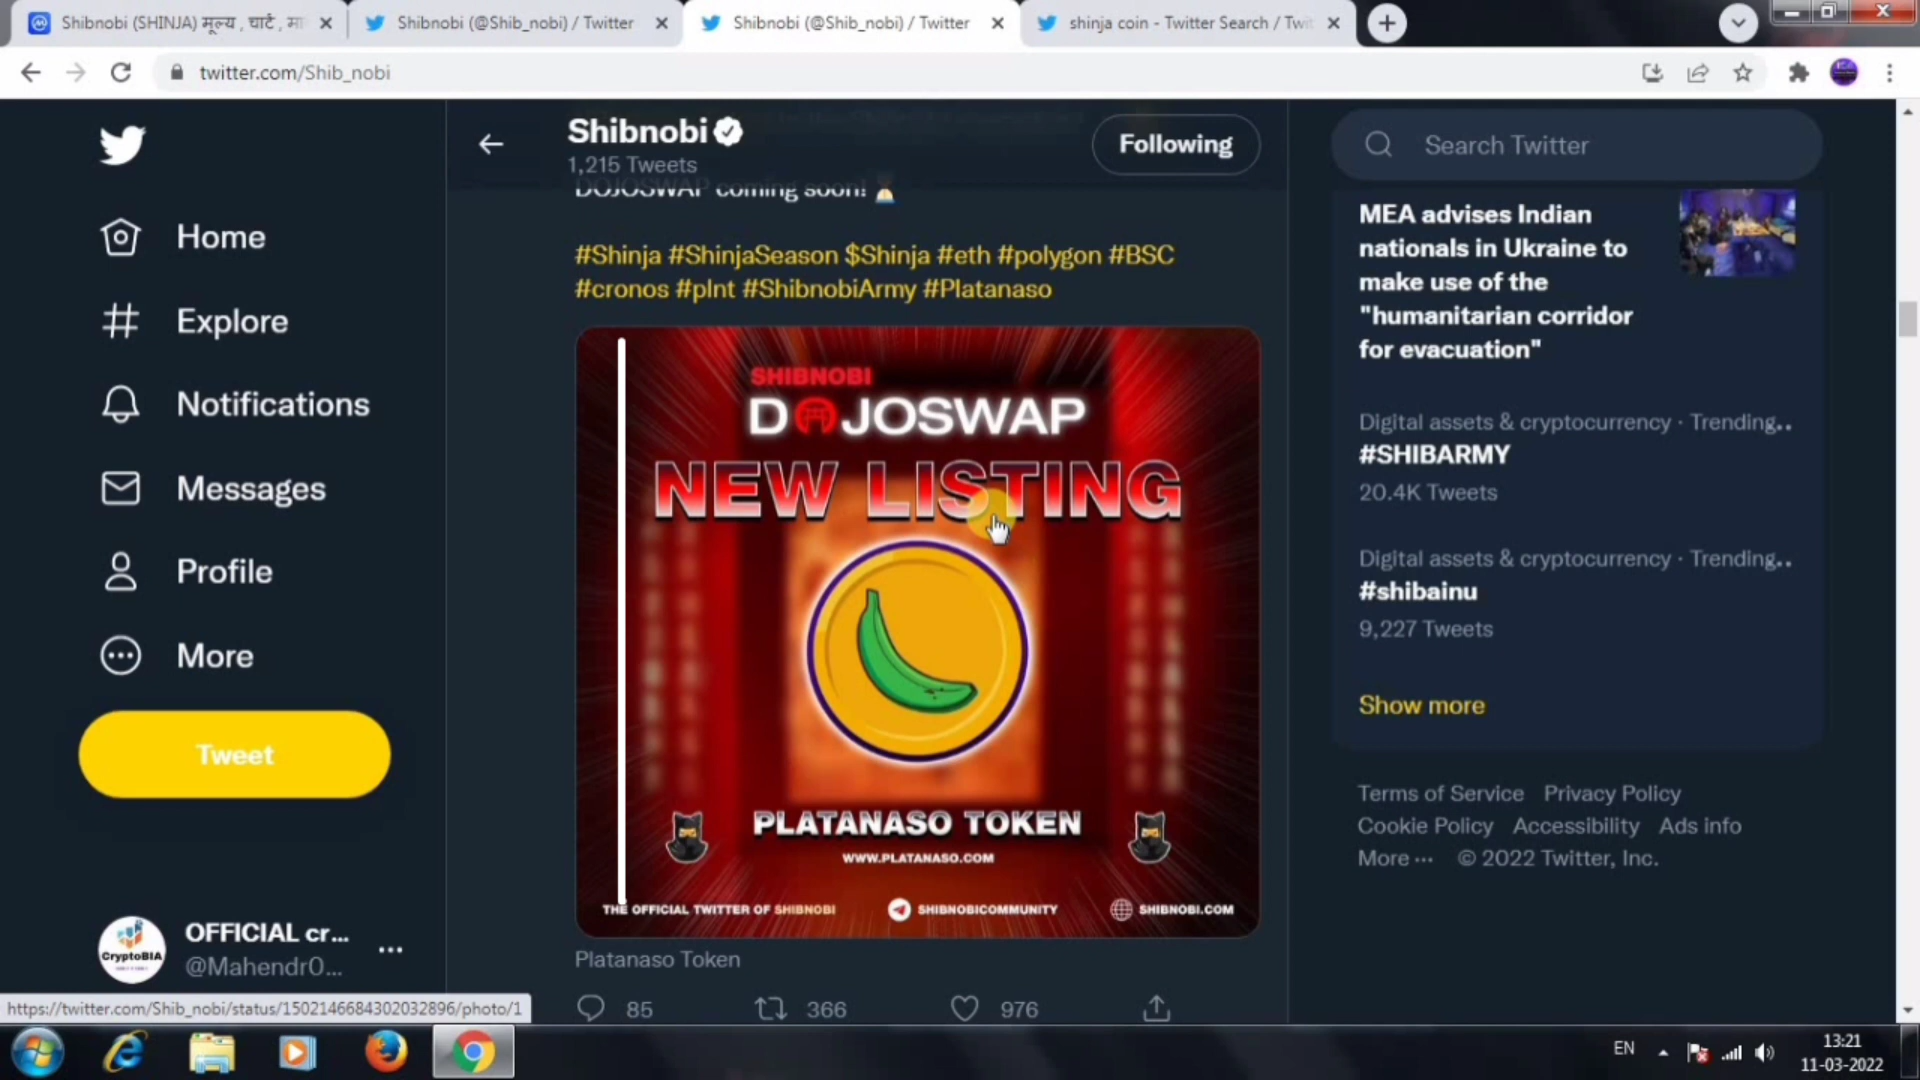 Shibnobi (SHINJA) मूल्य , चार्ट , मा
Shibnobi (@Shib_nobi) / Twitter
Shibnobi (@Shib_nobi) / Twitter
shinja coin - Twitter Search / Twit
twitter.com/Shib_nobi
Shibnobi
1,215 Tweets
Following
Search Twitter
Home
Explore
Notifications
Messages
Profile
More
Tweet
OFFICIAL cr...
@Mahendr0...
CryptoBIA
DOJOSWAP coming soon!
#Shinja #ShinjaSeason $Shinja #eth #polygon #BSC
#cronos #plnt #ShibnobiArmy #Platanaso
SHIBNOBI
DOJOSWAP
NEW LISTING
PLATANASO TOKEN
WWW.PLATANASO.COM
THE OFFICIAL TWITTER OF SHIBNOBI
SHIBNOBICOMMUNITY
SHIBNOBI.COM
Platanaso Token
85
366
976
MEA advises Indian
nationals in Ukraine to
make use of the
"humanitarian corridor
for evacuation"
Digital assets & cryptocurrency · Trending..
#SHIBARMY
20.4K Tweets
Digital assets & cryptocurrency · Trending..
#shibainu
9,227 Tweets
Show more
Terms of Service Privacy Policy
Cookie Policy Accessibility Ads info
More ··· © 2022 Twitter, Inc.
https://twitter.com/Shib_nobi/status/1502146684302032896/photo/1
EN
13:21
11-03-2022